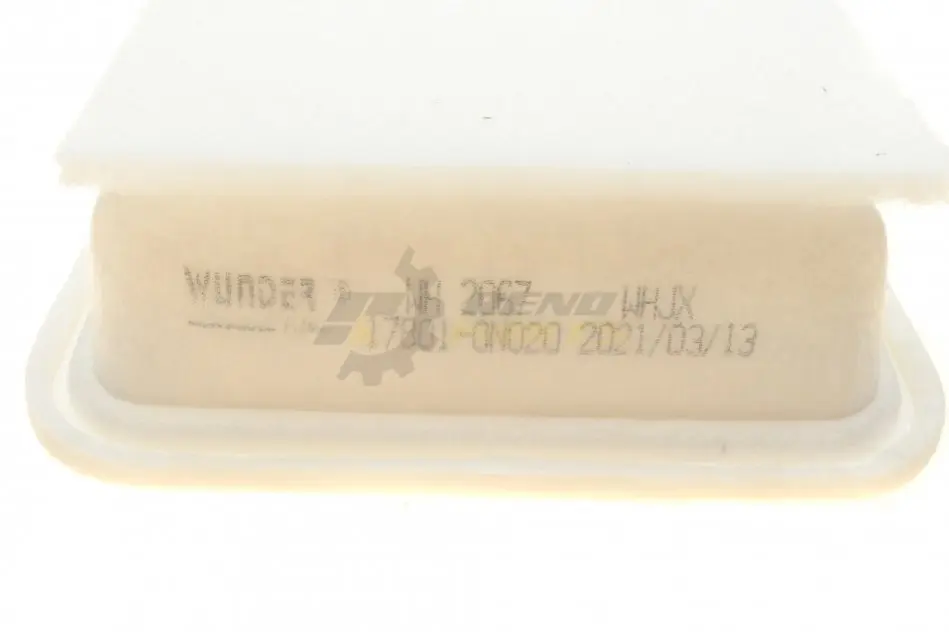 WUNDER ® WH 2067 WHJX
17801-0N020 2021/03/13